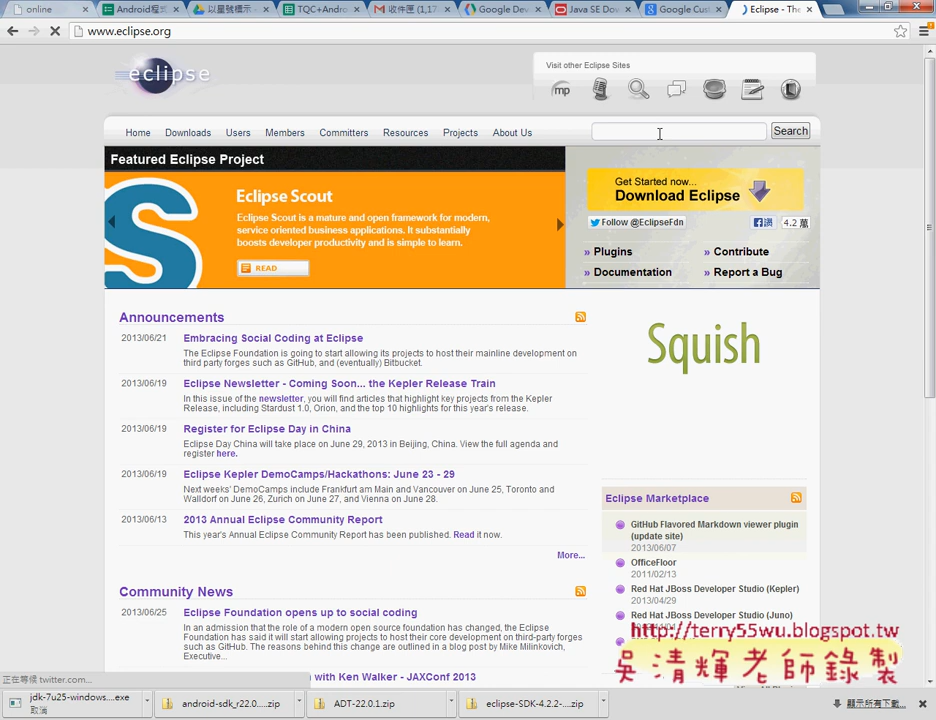 online
Android程式
以星號標示
TQC+Andro
收件匣 (1,17
Google Dev
Java SE Dow
Google Cus
Eclipse - The
www.eclipse.org
eclipse
Visit other Eclipse Sites
mp
Home Downloads Users Members Committers Resources Projects About Us
Search
Featured Eclipse Project
Eclipse Scout
Eclipse Scout is a mature and open framework for modern,
service oriented business applications. It substantially
boosts developer productivity and is simple to learn.
READ
Get Started now...
Download Eclipse
Follow @EclipseFdn
讚
4.2 萬
» Plugins
» Contribute
» Documentation
» Report a Bug
Announcements
2013/06/21 Embracing Social Coding at Eclipse
The Eclipse Foundation is going to start allowing its projects to host their mainline development on
third party forges such as GitHub, and (eventually) Bitbucket.
2013/06/19 Eclipse Newsletter - Coming Soon... the Kepler Release Train
In this issue of the newsletter, you will find articles that highlight key projects from the Kepler
Release, including Stardust 1.0, Orion, and the top 10 highlights for this year's release.
2013/06/19 Register for Eclipse Day in China
Eclipse Day China will take place on June 29, 2013 in Beijing, China. View the full agenda and
register here.
2013/06/19 Eclipse Kepler DemoCamps/Hackathons: June 23 - 29
Next weeks' DemoCamps include Frankfurt am Main and Vancouver on June 25, Toronto and
Walldorf on June 26, Zurich on June 27, and Vienna on June 28.
2013/06/13 2013 Annual Eclipse Community Report
This year's Annual Eclipse Community Report has been published. Read it now.
More...
Squish
Eclipse Marketplace
GitHub Flavored Markdown viewer plugin
(update site)
2013/06/07
OfficeFloor
2011/02/13
Red Hat JBoss Developer Studio (Kepler)
2013/04/29
Red Hat JBoss Developer Studio (Juno)
Community News
2013/06/25 Eclipse Foundation opens up to social coding
In an admission that the role of a modern open source foundation has changed, the Eclipse
Foundation has said it will start allowing projects to host their core development on third-party forges
such as GitHub. The reasons behind this change are outlined in a blog post by Mike Milinkovich,
Executive...
with Ken Walker - JAXConf 2013
http://terry55wu.blogspot.tw
吳清輝老師錄製
正在等候 twitter.com...
jdk-7u25-windows....exe
取消
android-sdk_r22.0....zip
ADT-22.0.1.zip
eclipse-SDK-4.2.2-....zip
顯示所有下載...